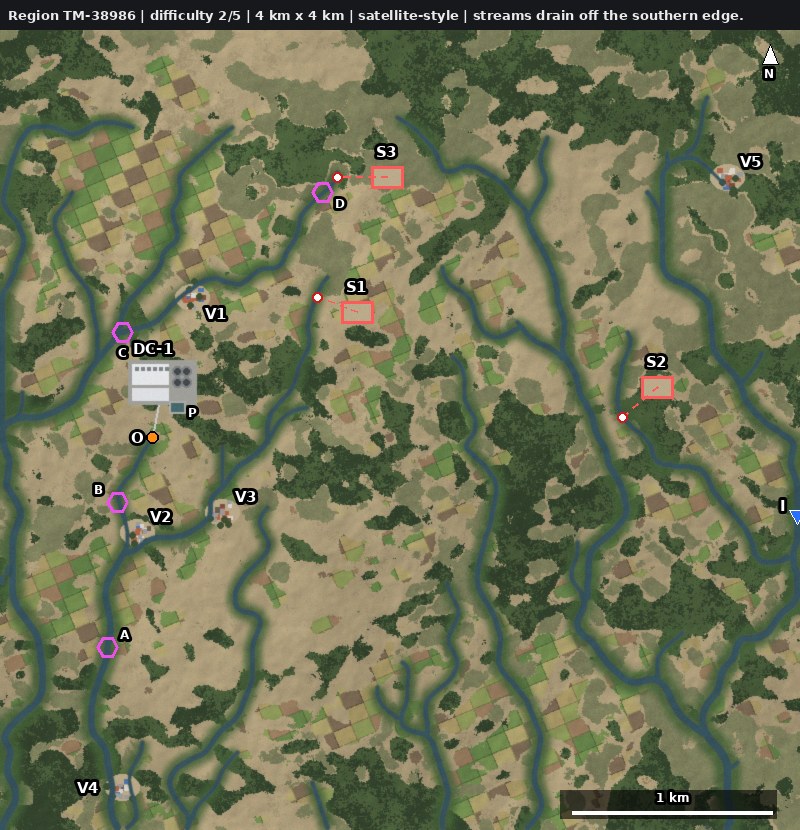 Region TM-38986 | difficulty 2/5 | 4 km x 4 km | satellite-style | streams drain off the southern edge.
N
S3
V5
D
S1
V1
C
DC-1
S2
P
O
B
V3
V2
I
A
V4
1 km